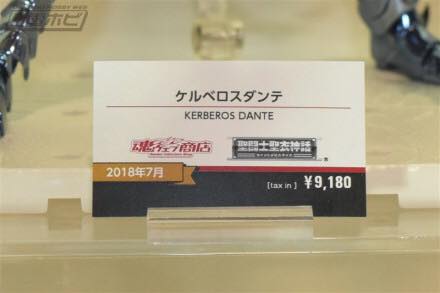 ケルベロスダンテ
KERBEROS DANTE
魂ウェブ商店
聖闘士聖衣神話
2018年7月
[tax in] ¥9,180